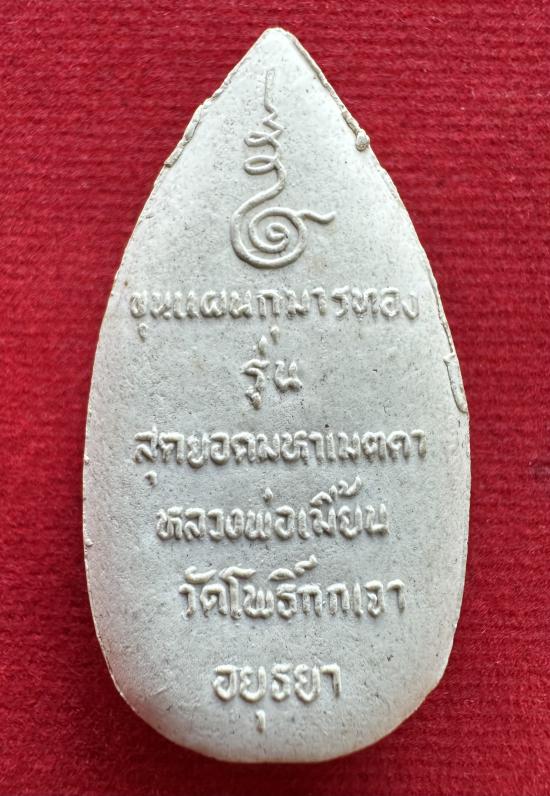 ขุนแผนกุมารทอง
รุ่น
สุดยอดมหาเมตตา
หลวงพ่อเมี้ยน
วัดโพธิ์กบเจา
อยุธยา